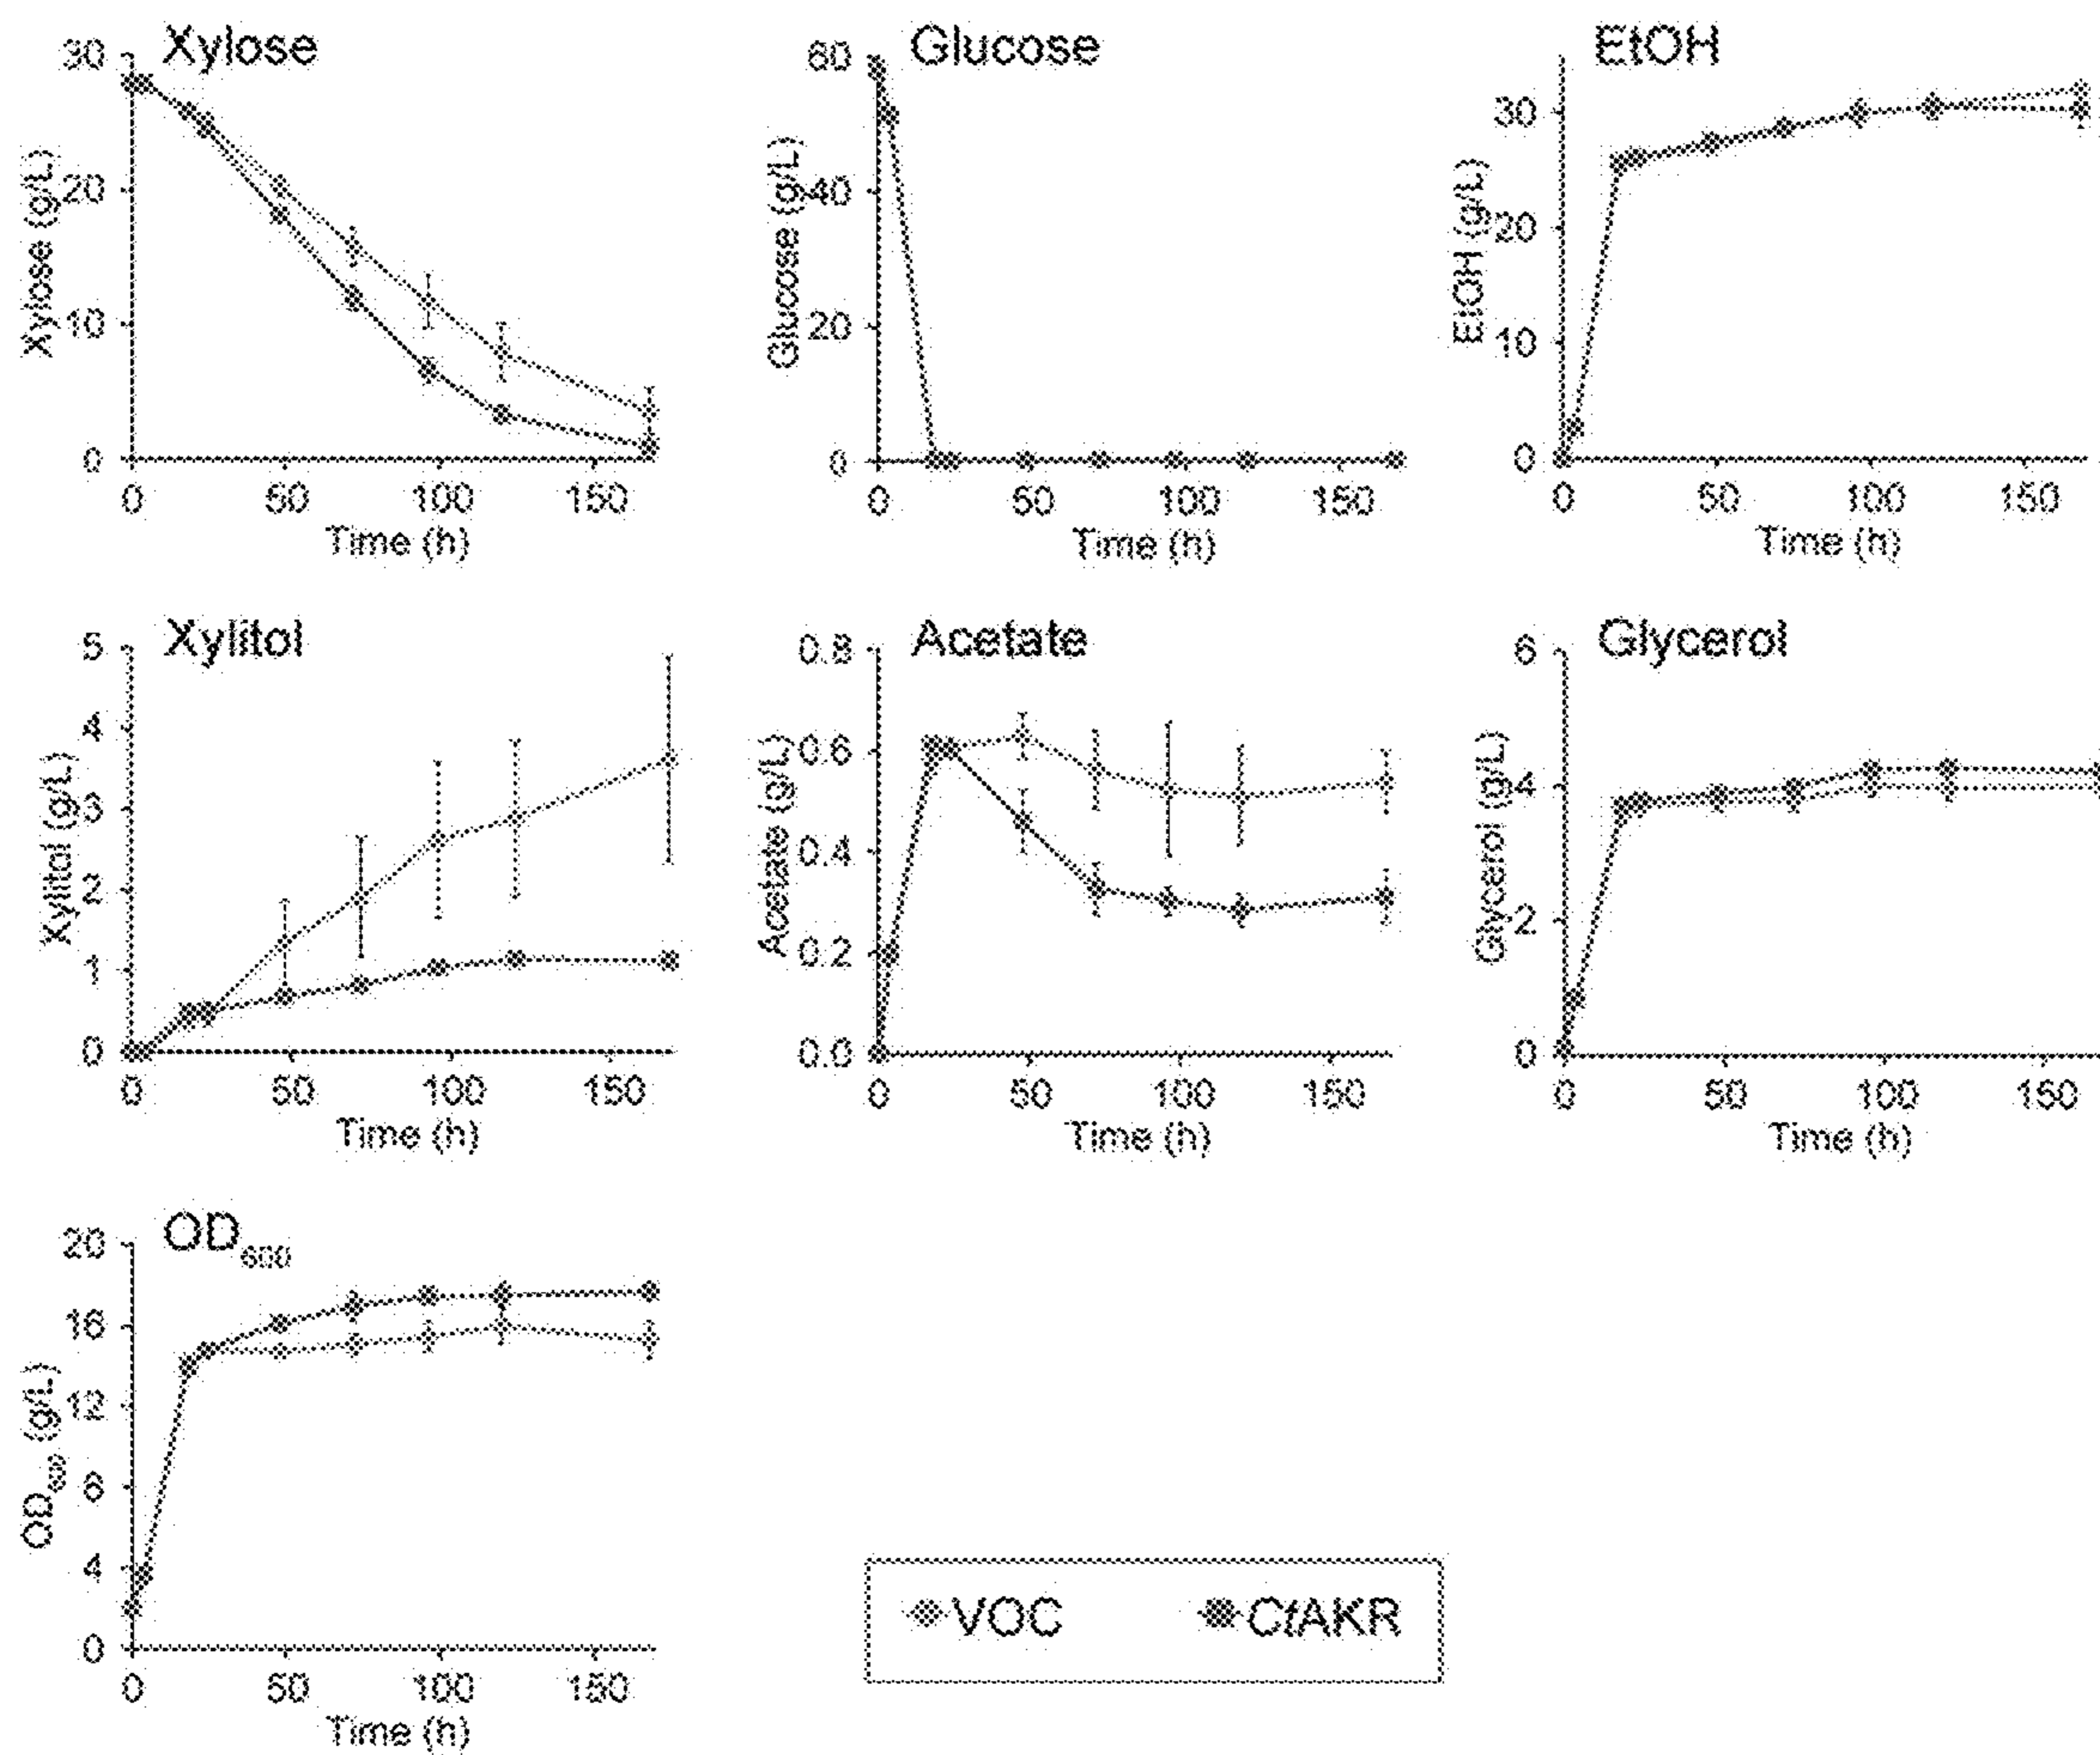 Xylose
30
20
10
0
Xylose (g/L)
0 50 100 150
Time (h)
Glucose
60
40
20
0
Glucose (g/L)
0 50 100 150
Time (h)
EtOH
30
20
10
0
EtOH (g/L)
0 50 100 150
Time (h)
Xylitol
5
4
3
2
1
0
Xylitol (g/L)
0 50 100 150
Time (h)
Acetate
0.8
0.6
0.4
0.2
0.0
Acetate (g/L)
0 50 100 150
Time (h)
Glycerol
6
4
2
0
Glycerol (g/L)
0 50 100 150
Time (h)
OD600
20
16
12
8
4
0
OD600 (g/L)
0 50 100 150
Time (h)
VOC CtAKR